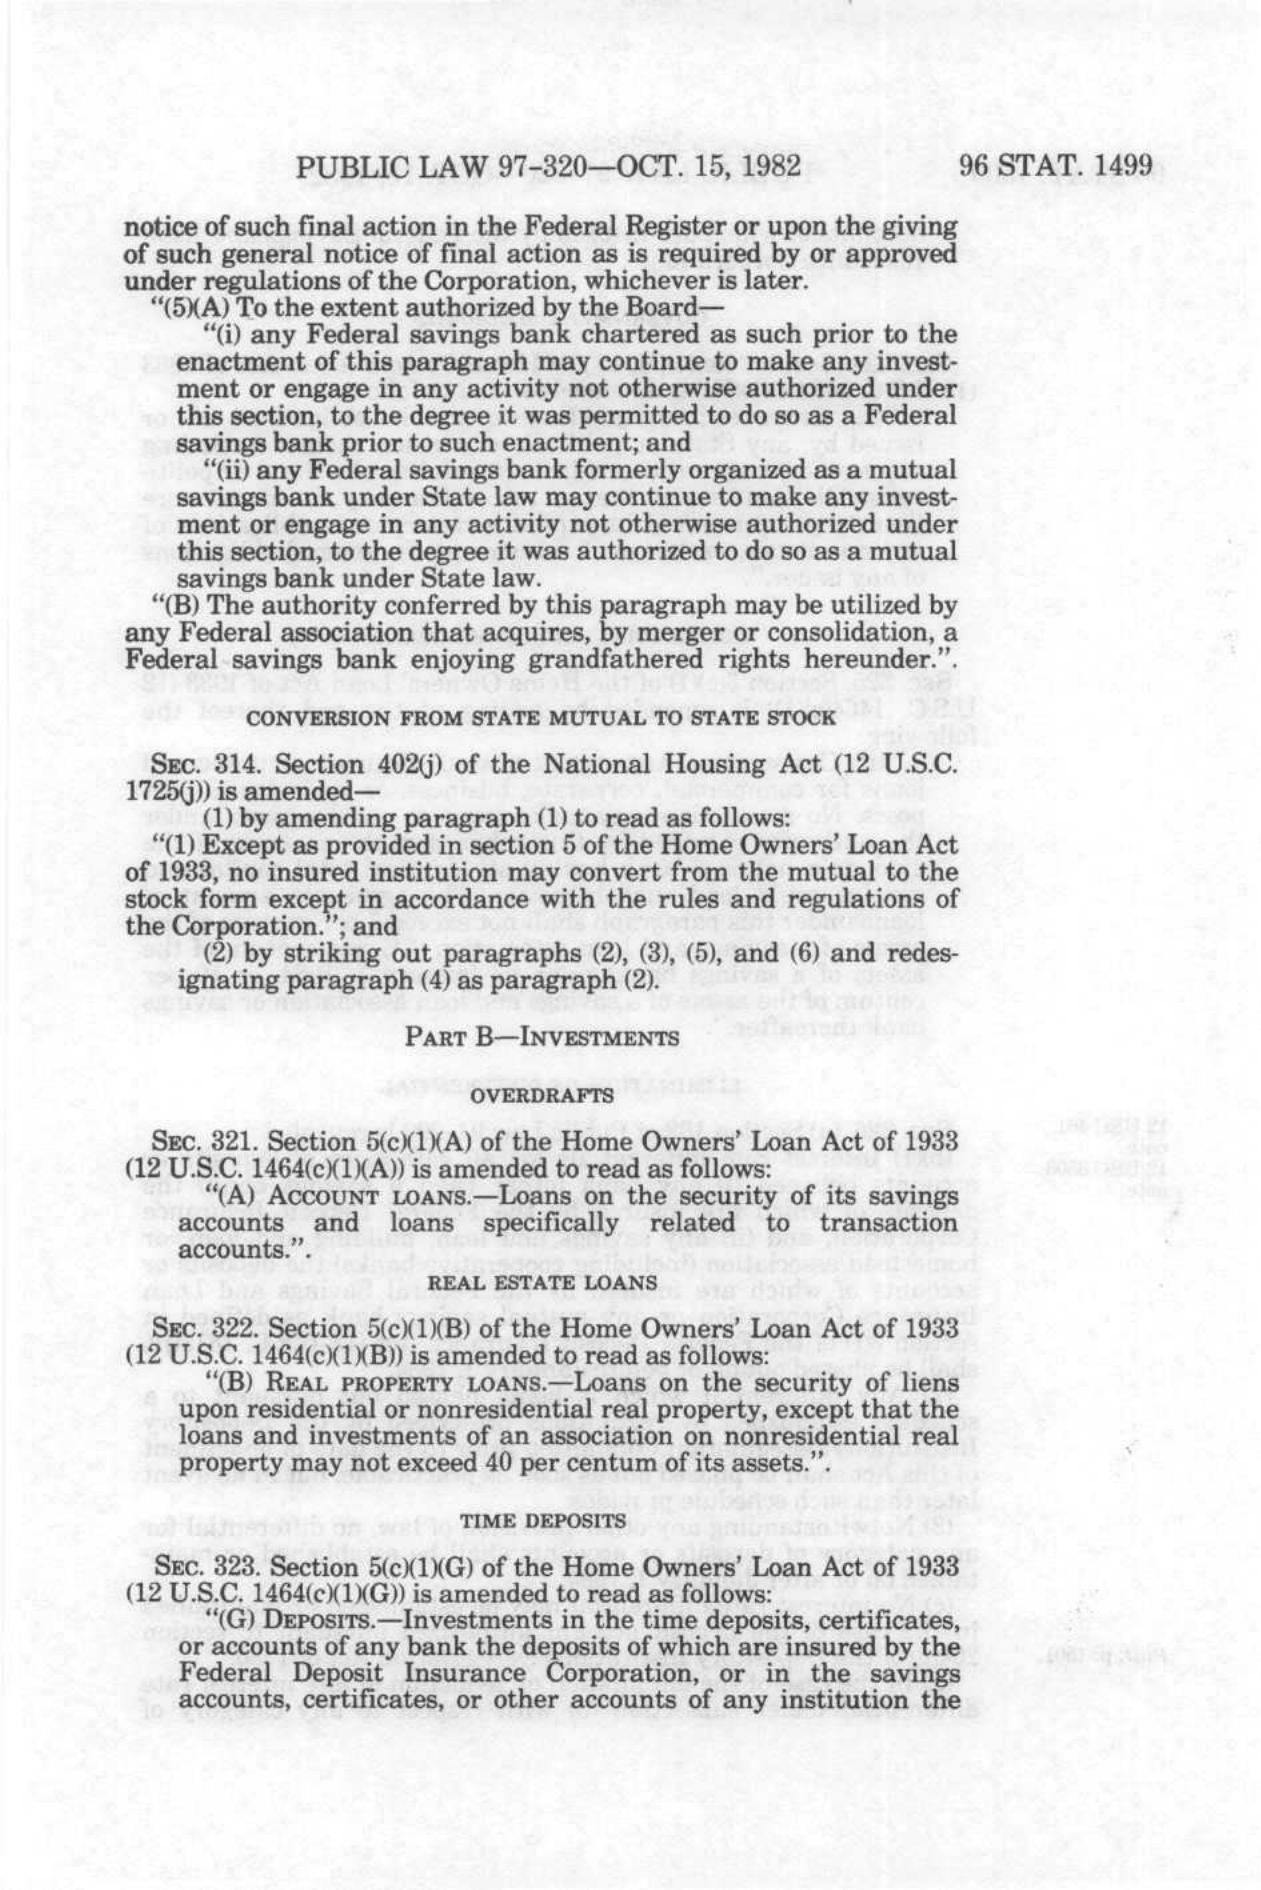 PUBLIC LAW 97-320—OCT. 15, 1982 96 STAT. 1499
notice of such final action in the Federal Register or upon the giving
of such general notice of final action as is required by or approved
under regulations of the Corporation, whichever is later.
“(5)(A) To the extent authorized by the Board—
“(i) any Federal savings bank chartered as such prior to the
enactment of this paragraph may continue to make any invest-
ment or engage in any activity not otherwise authorized under
this section, to the degree it was permitted to do so as a Federal
savings bank prior to such enactment; and
“(ii) any Federal savings bank formerly organized as a mutual
savings bank under State law may continue to make any invest-
ment or engage in any activity not otherwise authorized under
this section, to the degree it was authorized to do so as a mutual
savings bank under State law.
“(B) The authority conferred by this paragraph may be utilized by
any Federal association that acquires, by merger or consolidation, a
Federal savings bank enjoying grandfathered rights hereunder.”.
CONVERSION FROM STATE MUTUAL TO STATE STOCK
SEC. 314. Section 402(j) of the National Housing Act (12 U.S.C.
1725(j)) is amended—
(1) by amending paragraph (1) to read as follows:
“(1) Except as provided in section 5 of the Home Owners’ Loan Act
of 1933, no insured institution may convert from the mutual to the
stock form except in accordance with the rules and regulations of
the Corporation.”; and
(2) by striking out paragraphs (2), (3), (5), and (6) and redes-
ignating paragraph (4) as paragraph (2).
PART B—INVESTMENTS
OVERDRAFTS
SEC. 321. Section 5(c)(1)(A) of the Home Owners’ Loan Act of 1933
(12 U.S.C. 1464(c)(1)(A)) is amended to read as follows:
“(A) ACCOUNT LOANS.—Loans on the security of its savings
accounts and loans specifically related to transaction
accounts.”.
REAL ESTATE LOANS
SEC. 322. Section 5(c)(1)(B) of the Home Owners’ Loan Act of 1933
(12 U.S.C. 1464(c)(1)(B)) is amended to read as follows:
“(B) REAL PROPERTY LOANS.—Loans on the security of liens
upon residential or nonresidential real property, except that the
loans and investments of an association on nonresidential real
property may not exceed 40 per centum of its assets.”.
TIME DEPOSITS
SEC. 323. Section 5(c)(1)(G) of the Home Owners’ Loan Act of 1933
(12 U.S.C. 1464(c)(1)(G)) is amended to read as follows:
“(G) DEPOSITS.—Investments in the time deposits, certificates,
or accounts of any bank the deposits of which are insured by the
Federal Deposit Insurance Corporation, or in the savings
accounts, certificates, or other accounts of any institution the